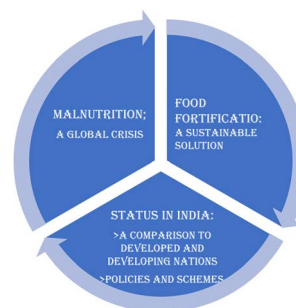 MALNUTRITION;
A GLOBAL CRISIS
FOOD
FORTIFICATIO:
A SUSTAINABLE
SOLUTION
STATUS IN INDIA:
>A COMPARISON TO
DEVELOPED AND
DEVELOPING NATIONS
>POLICIES AND SCHEMES